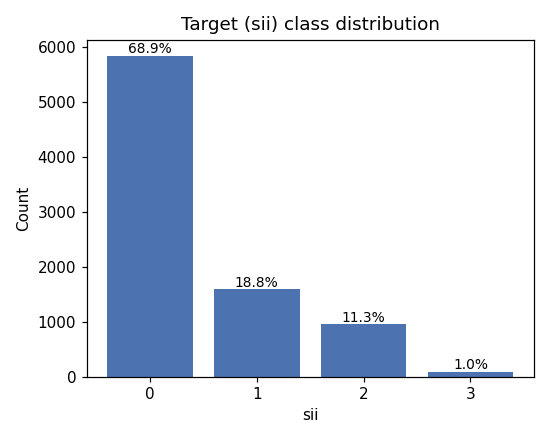 Target (sii) class distribution
6000
5000
4000
3000
2000
1000
0
Count
68.9%
18.8%
11.3%
1.0%
0 1 2 3
sii